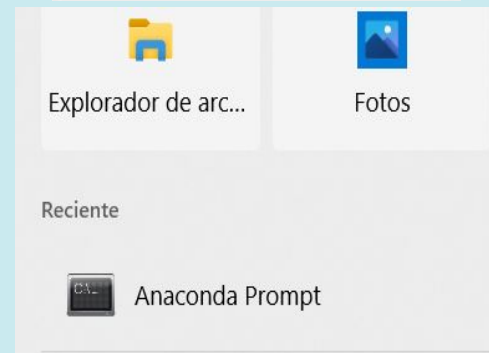 Explorador de arc... Fotos
Reciente
C:\_
Anaconda Prompt